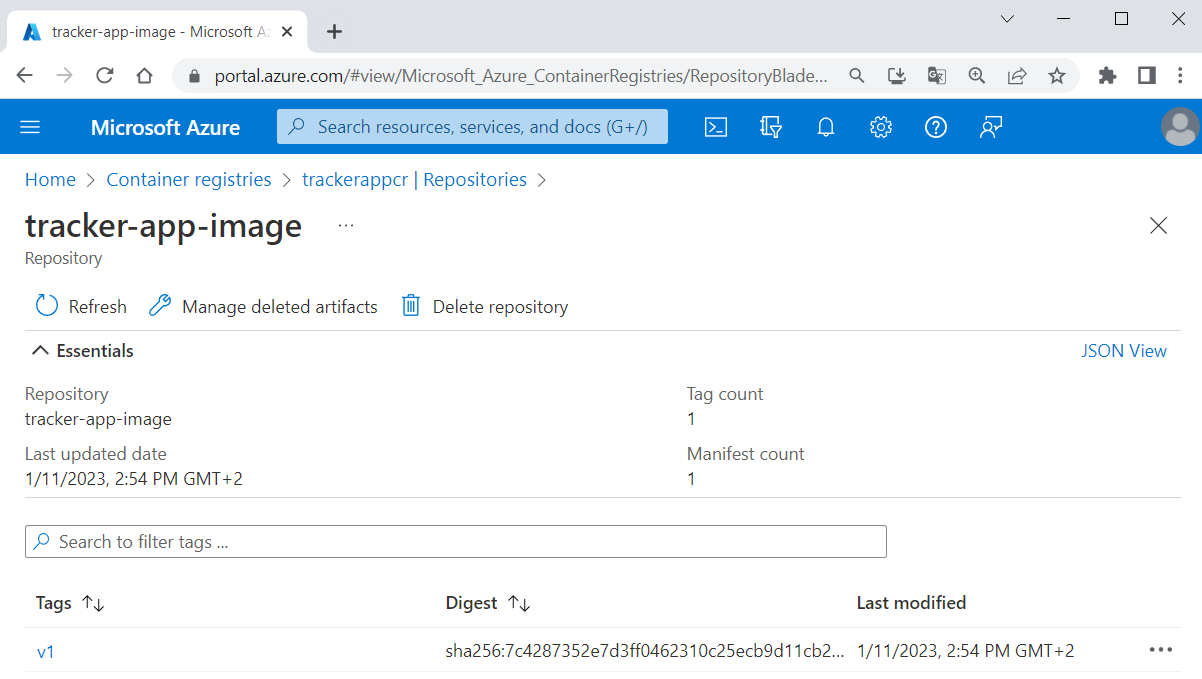 tracker-app-image - Microsoft Az
portal.azure.com/#view/Microsoft_Azure_ContainerRegistries/RepositoryBlade...
Microsoft Azure
Search resources, services, and docs (G+/)
Home > Container registries > trackerappcr | Repositories >
tracker-app-image ...
Repository
Refresh Manage deleted artifacts Delete repository
Essentials JSON View
Repository Tag count
tracker-app-image 1
Last updated date Manifest count
1/11/2023, 2:54 PM GMT+2 1
Search to filter tags ...
Tags Digest Last modified
v1 sha256:7c4287352e7d3ff0462310c25ecb9d11cb2... 1/11/2023, 2:54 PM GMT+2